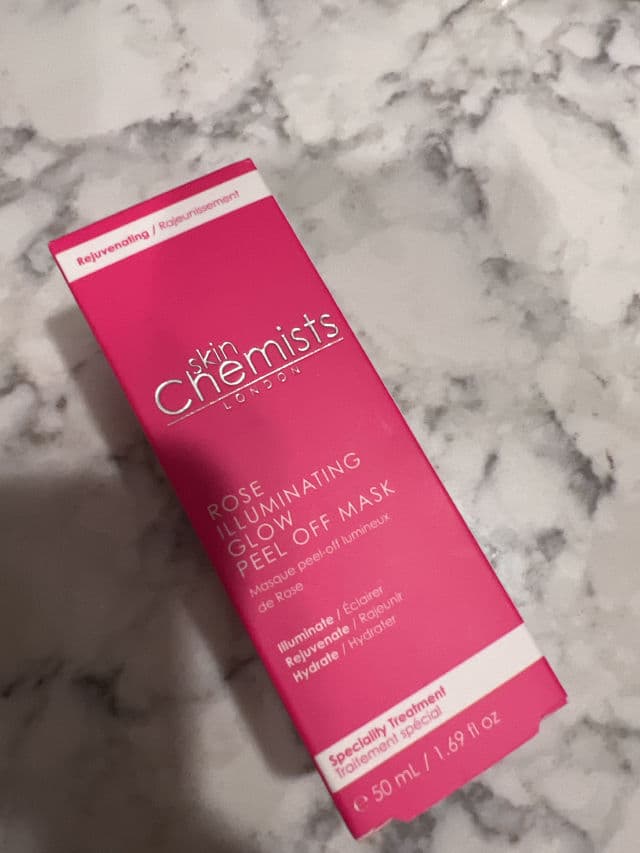 Rejuvenating / Rajeunissement
skin
Chemists
LONDON
ROSE
ILLUMINATING
GLOW
PEEL OFF MASK
Masque peel-off lumineux
de Rose
Illuminate / Éclairer
Rejuvenate / Rajeunir
Hydrate / Hydrater
Speciality Treatment
Traitement spécial
℮ 50 mL / 1.69 fl oz